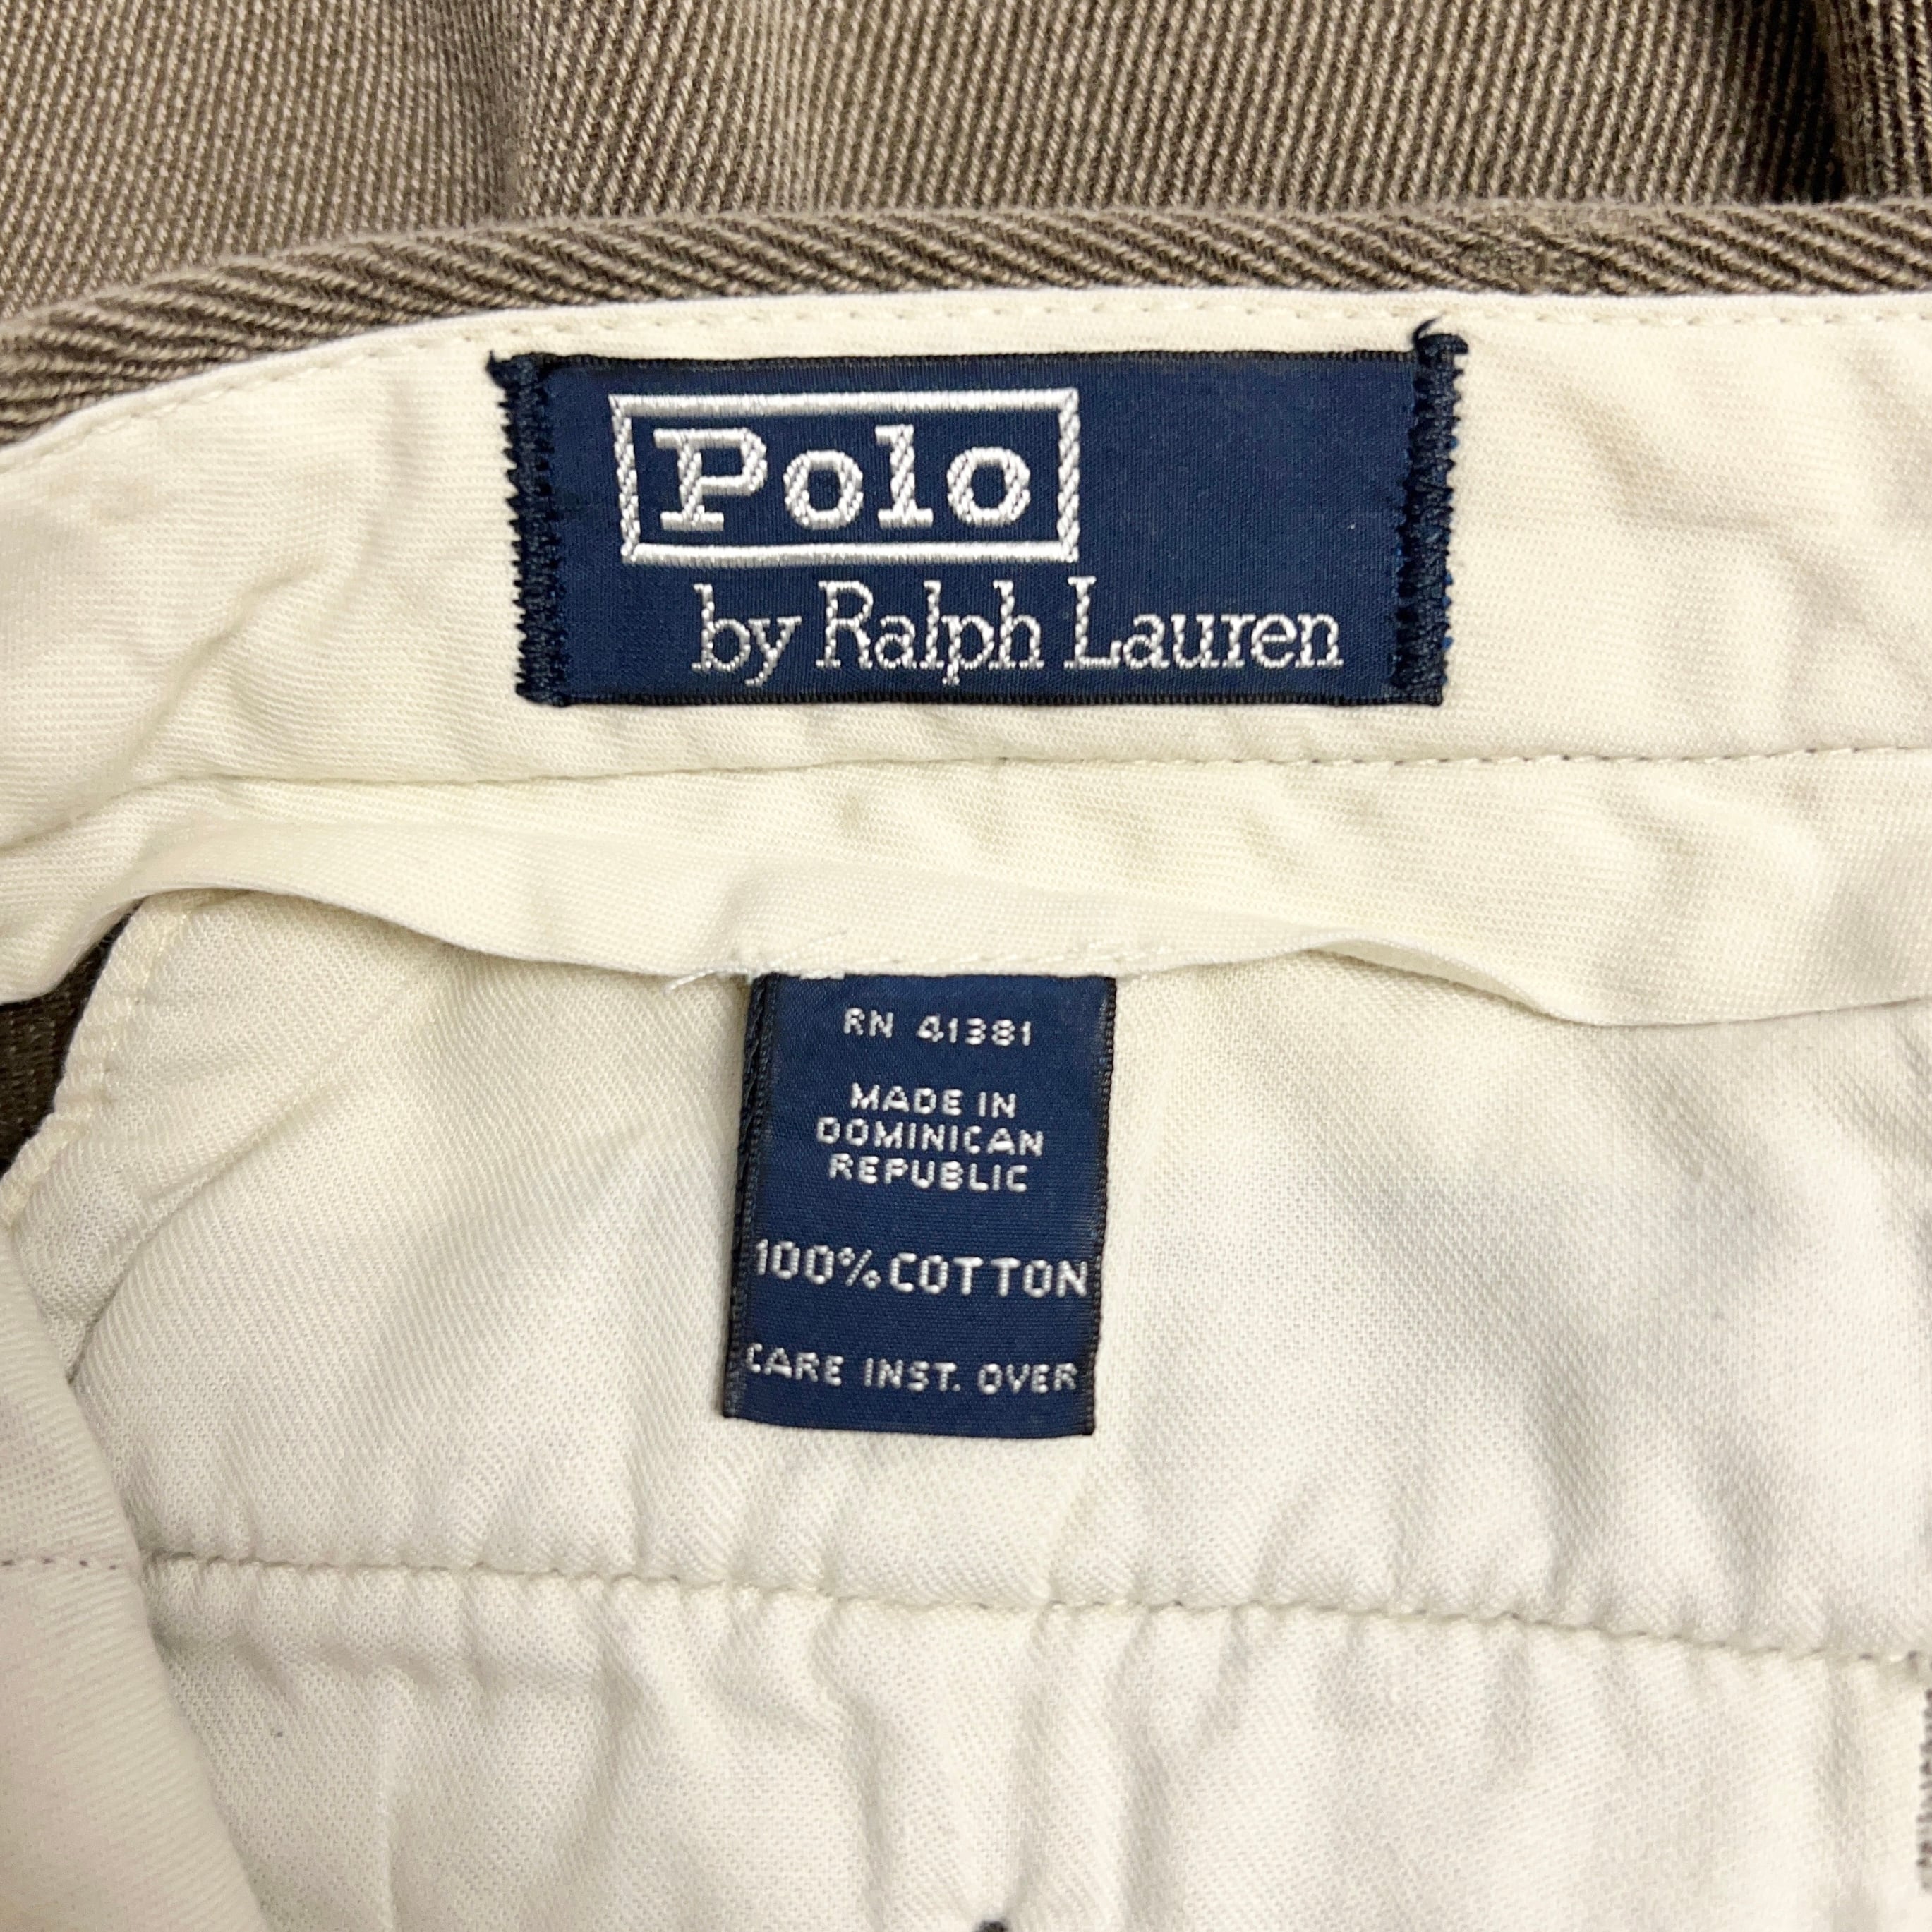 Polo
by Ralph Lauren
RN 41381
MADE IN
DOMINICAN
REPUBLIC
100% COTTON
CARE INST. OVER